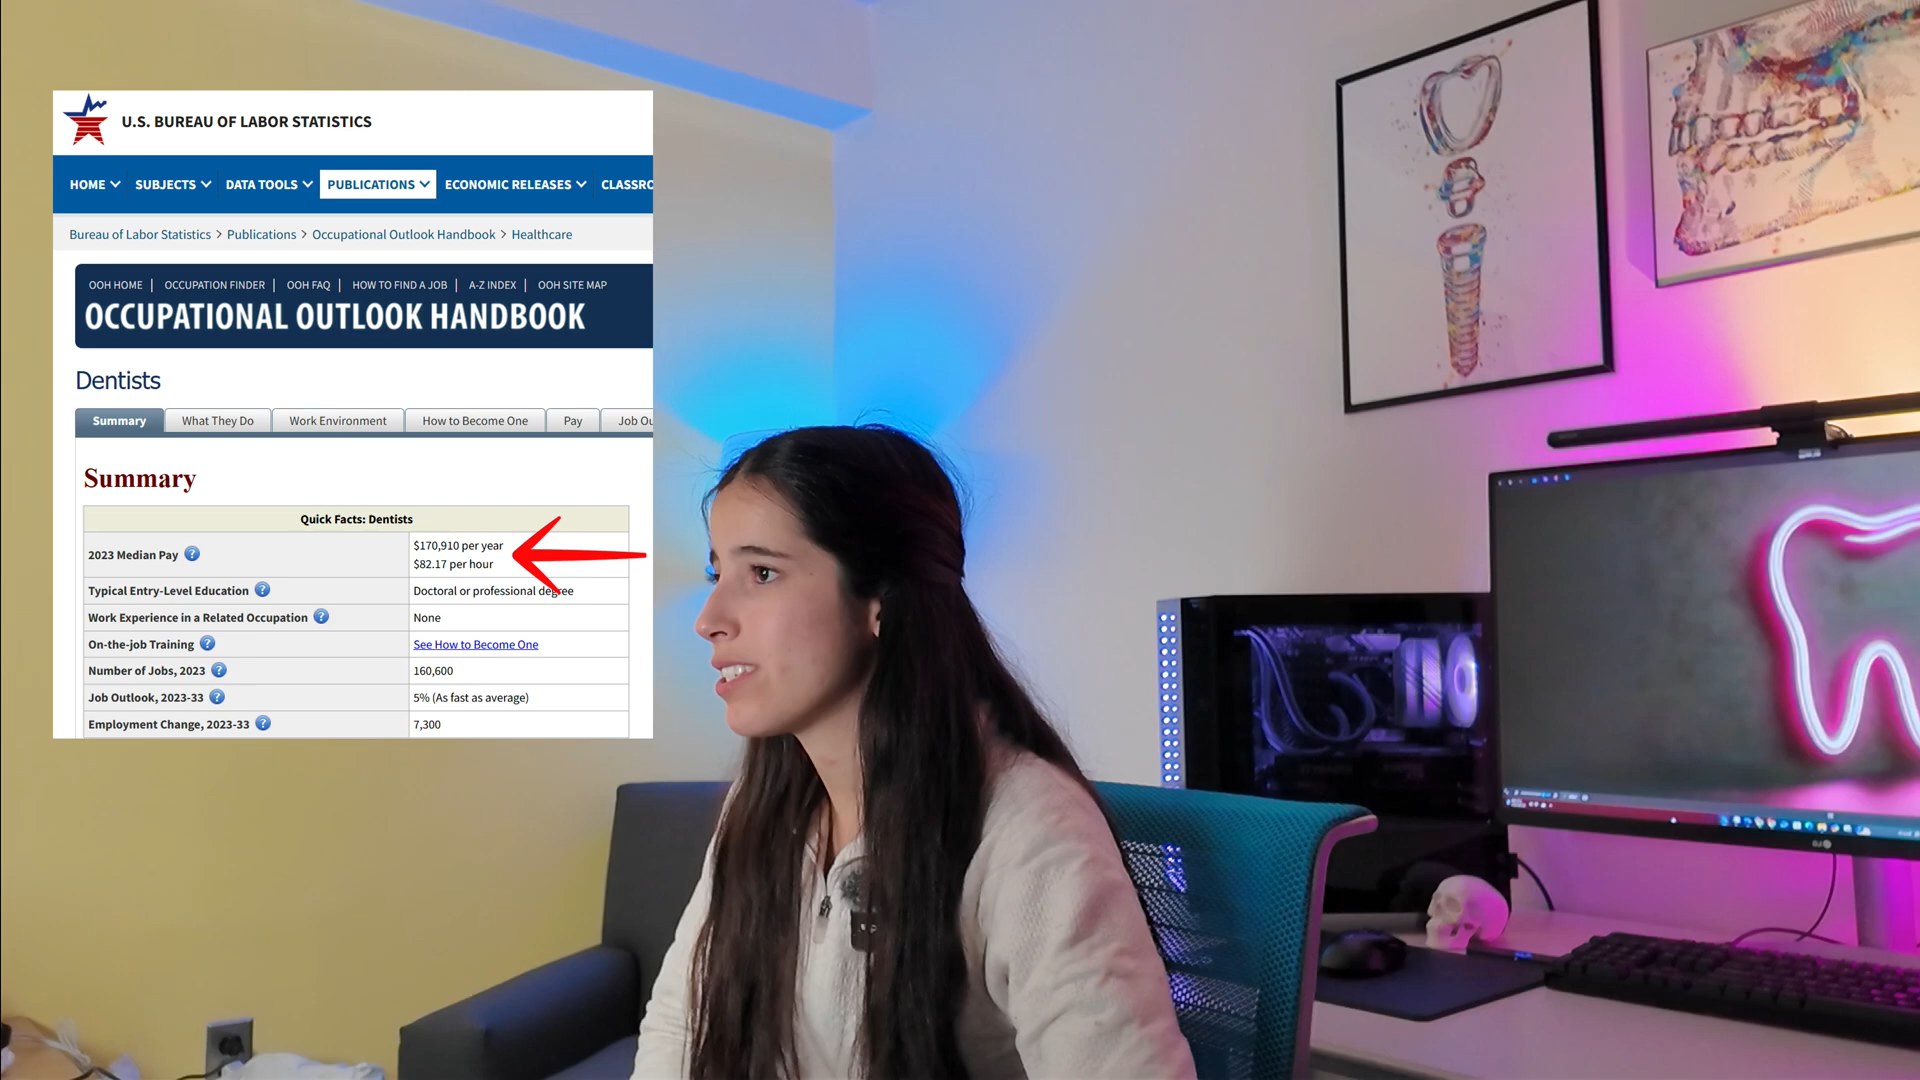 U.S. BUREAU OF LABOR STATISTICS
HOME SUBJECTS DATA TOOLS PUBLICATIONS ECONOMIC RELEASES CLASSRO
Bureau of Labor Statistics > Publications > Occupational Outlook Handbook > Healthcare
OOH HOME | OCCUPATION FINDER | OOH FAQ | HOW TO FIND A JOB | A-Z INDEX | OOH SITE MAP
OCCUPATIONAL OUTLOOK HANDBOOK
Dentists
Summary What They Do Work Environment How to Become One Pay Job Ou
Summary
Quick Facts: Dentists
2023 Median Pay ? $170,910 per year
$82.17 per hour
Typical Entry-Level Education ? Doctoral or professional degree
Work Experience in a Related Occupation ? None
On-the-job Training ? See How to Become One
Number of Jobs, 2023 ? 160,600
Job Outlook, 2023-33 ? 5% (As fast as average)
Employment Change, 2023-33 ? 7,300
LG